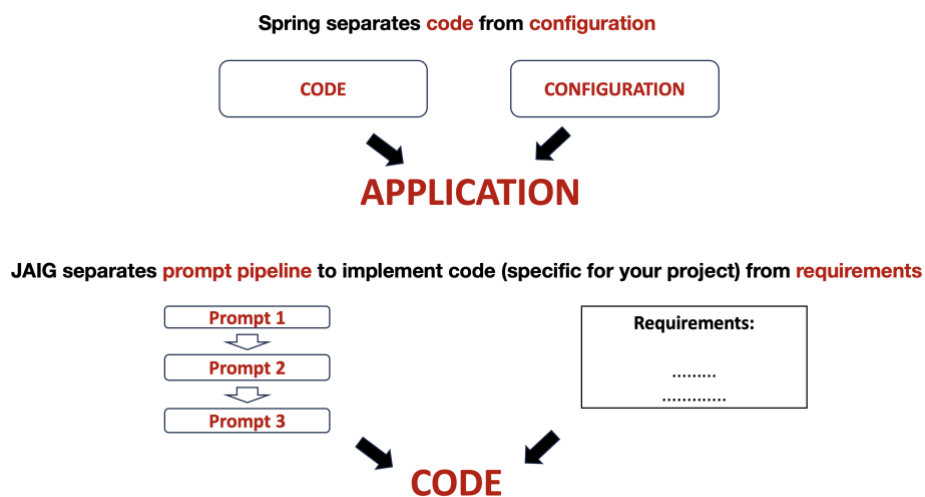 Spring separates code from configuration
CODE
CONFIGURATION
APPLICATION
JAIG separates prompt pipeline to implement code (specific for your project) from requirements
Prompt 1
Prompt 2
Prompt 3
Requirements:
.........
.............
CODE